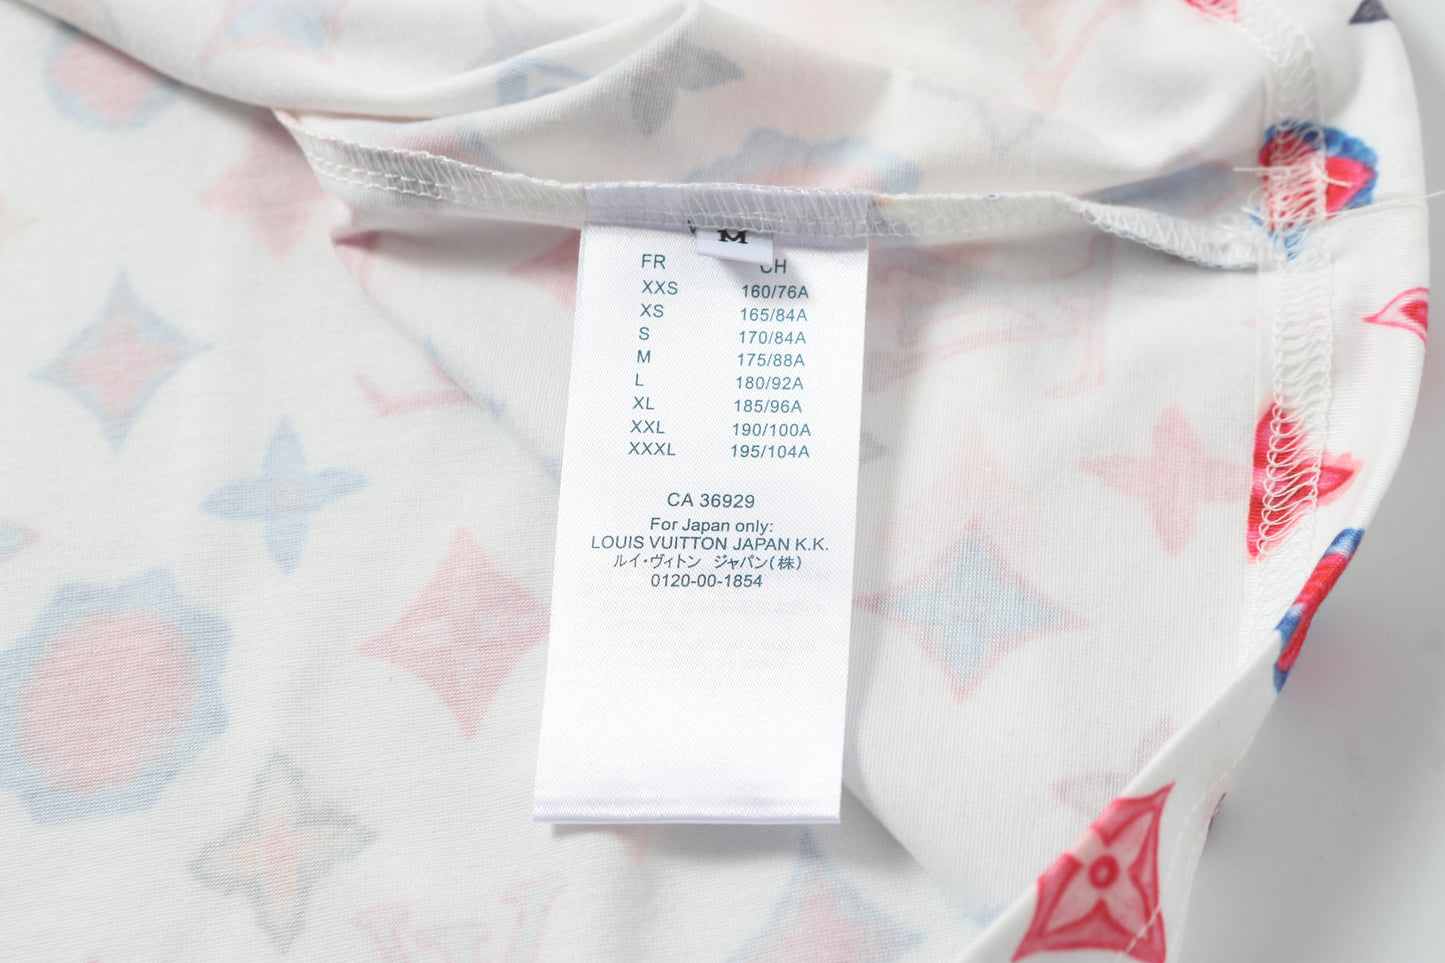 M
FR CH
XXS 160/76A
XS 165/84A
S 170/84A
M 175/88A
L 180/92A
XL 185/96A
XXL 190/100A
XXXL 195/104A
CA 36929
For Japan only:
LOUIS VUITTON JAPAN K.K.
ルイ・ヴィトン ジャパン(株)
0120-00-1854